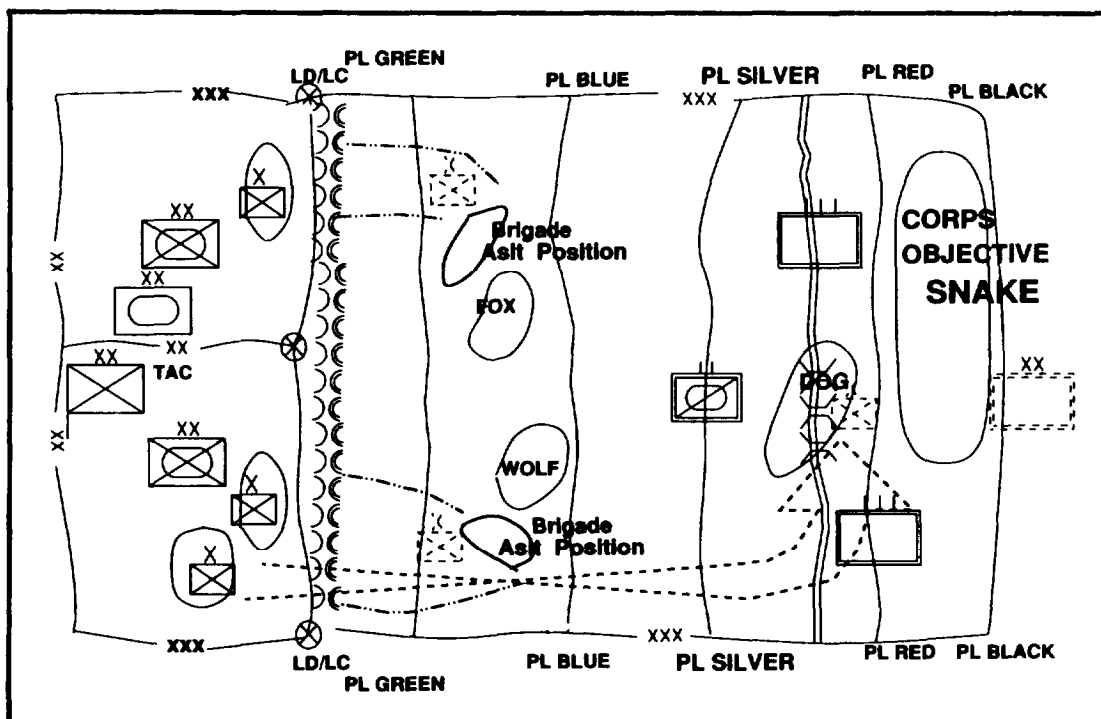 PL GREEN
LD/LC
PL BLUE
PL SILVER
PL RED
PL BLACK
XXX
XXX
X
XX
XX
XX
XX
TAC
XX
XX
XX
X
X
XXX
XXX
Brigade
Aslt Position
FOX
WOLF
Brigade
Aslt Position
DOG
CORPS
OBJECTIVE
SNAKE
XX
LD/LC
PL GREEN
PL BLUE
PL SILVER
PL RED
PL BLACK